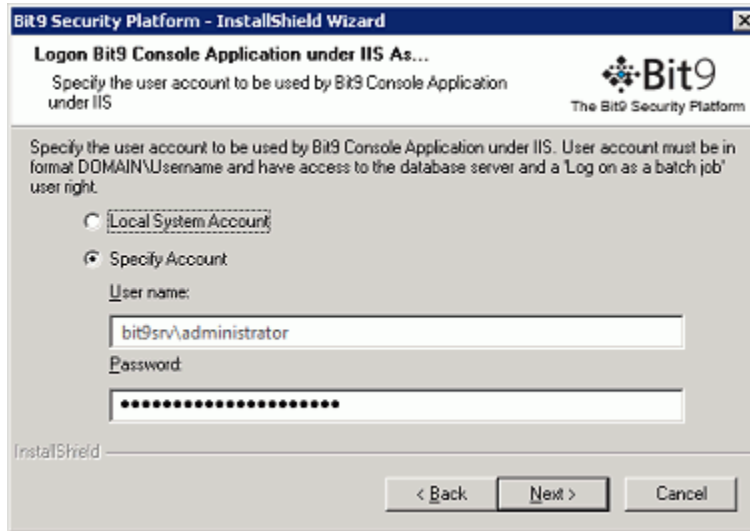 Bit9 Security Platform - InstallShield Wizard
Logon Bit9 Console Application under IIS As...
Specify the user account to be used by Bit9 Console Application
under IIS
Bit9
The Bit9 Security Platform
Specify the user account to be used by Bit9 Console Application under IIS. User account must be in
format DOMAIN\Username and have access to the database server and a 'Log on as a batch job'
user right.
Local System Account
Specify Account
User name:
bit9srv\administrator
Password:
•••••••••••••••••••••
InstallShield
< Back
Next >
Cancel